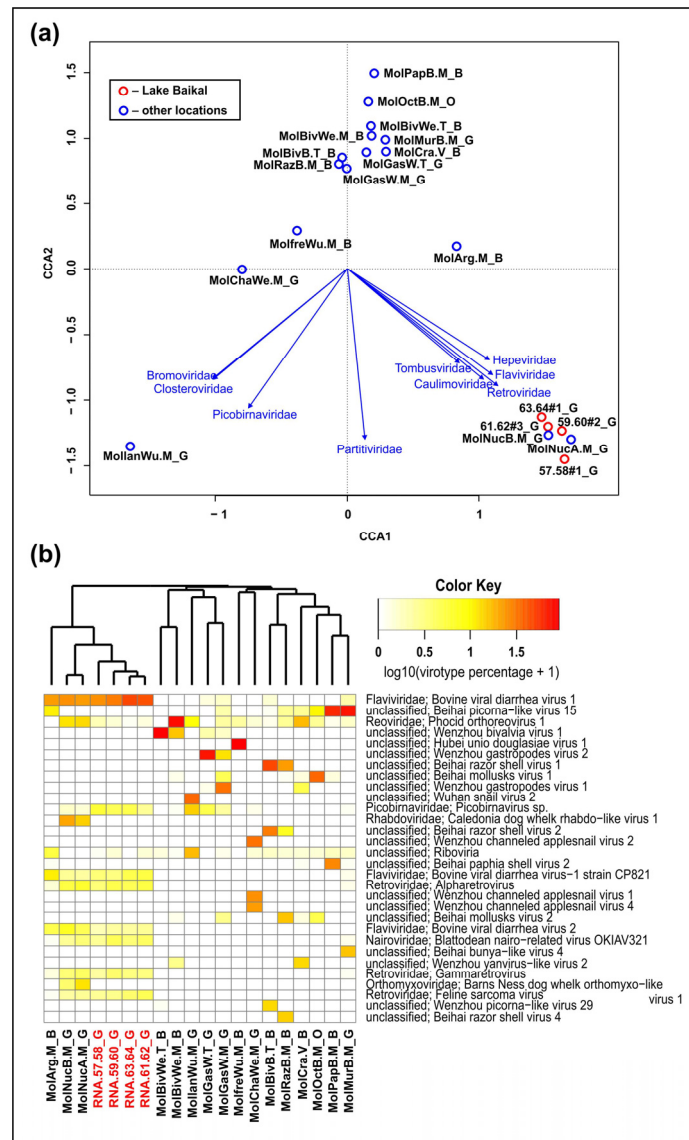 (a)
– Lake Baikal
– other locations
MolPapB.M_B
MolOctB.M_O
MolBivWe.T_B
MolBivWe.M_B
MolMurB.M_G
MolBivB.T_B
MolCra.V_B
MolRazB.M_B
MolGasW.T_G
MolGasW.M_G
MolfreWu.M_B
MolArg.M_B
MolChaWe.M_G
Bromoviridae
Closteroviridae
Picobirnaviridae
Partitiviridae
Tombusviridae
Hepeviridae
Flaviviridae
Caulimoviridae
Retroviridae
63.64#1_G
61.62#3_G
59.60#2_G
MolNucB.M_G
MolNucA.M_G
57.58#1_G
MollanWu.M_G
1.5
1.0
0.5
0.0
−0.5
−1.0
−1.5
CCA2
−1 0 1
CCA1
(b)
Color Key
0 0.5 1 1.5
log10(virotype percentage + 1)
Flaviviridae; Bovine viral diarrhea virus 1
unclassified; Beihai picorna-like virus 15
Reoviridae; Phocid orthoreovirus 1
unclassified; Wenzhou bivalvia virus 1
unclassified; Hubei unio douglasiae virus 1
unclassified; Wenzhou gastropodes virus 2
unclassified; Beihai razor shell virus 1
unclassified; Beihai mollusks virus 1
unclassified; Wenzhou gastropodes virus 1
unclassified; Wuhan snail virus 2
Picobirnaviridae; Picobirnavirus sp.
Rhabdoviridae; Caledonia dog whelk rhabdo-like virus 1
unclassified; Beihai razor shell virus 2
unclassified; Wenzhou channeled applesnail virus 2
unclassified; Riboviria
unclassified; Beihai paphia shell virus 2
Flaviviridae; Bovine viral diarrhea virus-1 strain CP821
Retroviridae; Alpharetrovirus
unclassified; Wenzhou channeled applesnail virus 1
unclassified; Wenzhou channeled applesnail virus 4
unclassified; Beihai mollusks virus 2
Flaviviridae; Bovine viral diarrhea virus 2
Nairoviridae; Blattodean nairo-related virus OKIAV321
unclassified; Beihai bunya-like virus 4
unclassified; Wenzhou yanvirus-like virus 2
Retroviridae; Gammaretrovirus
Orthomyxoviridae; Barns Ness dog whelk orthomyxo-like
virus 1
Retroviridae; Feline sarcoma virus
unclassified; Wenzhou picorna-like virus 29
unclassified; Beihai razor shell virus 4
MolArg.M_B
MolNucB.M_G
MolNucA.M_G
RNA.57.58_G
RNA.59.60_G
RNA.63.64_G
RNA.61.62_G
MolBivWe.T_B
MolBivWe.M_B
MollanWu.M_G
MolGasW.T_G
MolGasW.M_G
MolfreWu.M_B
MolChaWe.M_G
MolBivB.T_B
MolRazB.M_B
MolCra.V_B
MolOctB.M_O
MolPapB.M_B
MolMurB.M_G